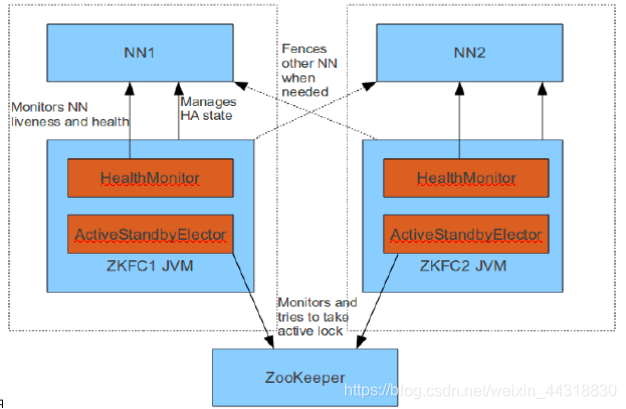 NN1
Fences
other NN
when
needed
NN2
Monitors NN
liveness and health
Manages
HA state
HealthMonitor
HealthMonitor
ActiveStandbyElector
ActiveStandbyElector
ZKFC1 JVM
ZKFC2 JVM
Monitors and
tries to take
active lock
ZooKeeper
https://blog.csdn.net/weixin_44318830